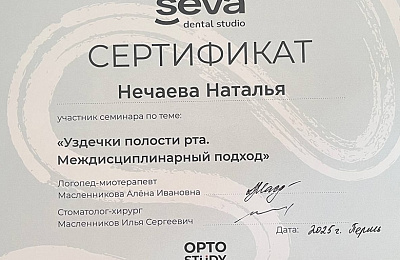 seva
dental studio
СЕРТИФИКАТ
Нечаева Наталья
участник семинара по теме:
«Уздечки полости рта.
Междисциплинарный подход»
Логопед-миотерапевт
Масленникова Алёна Ивановна
Стоматолог-хирург
Масленников Илья Сергеевич
Дата: 2025 г. Пермь
OPTO
STUDY